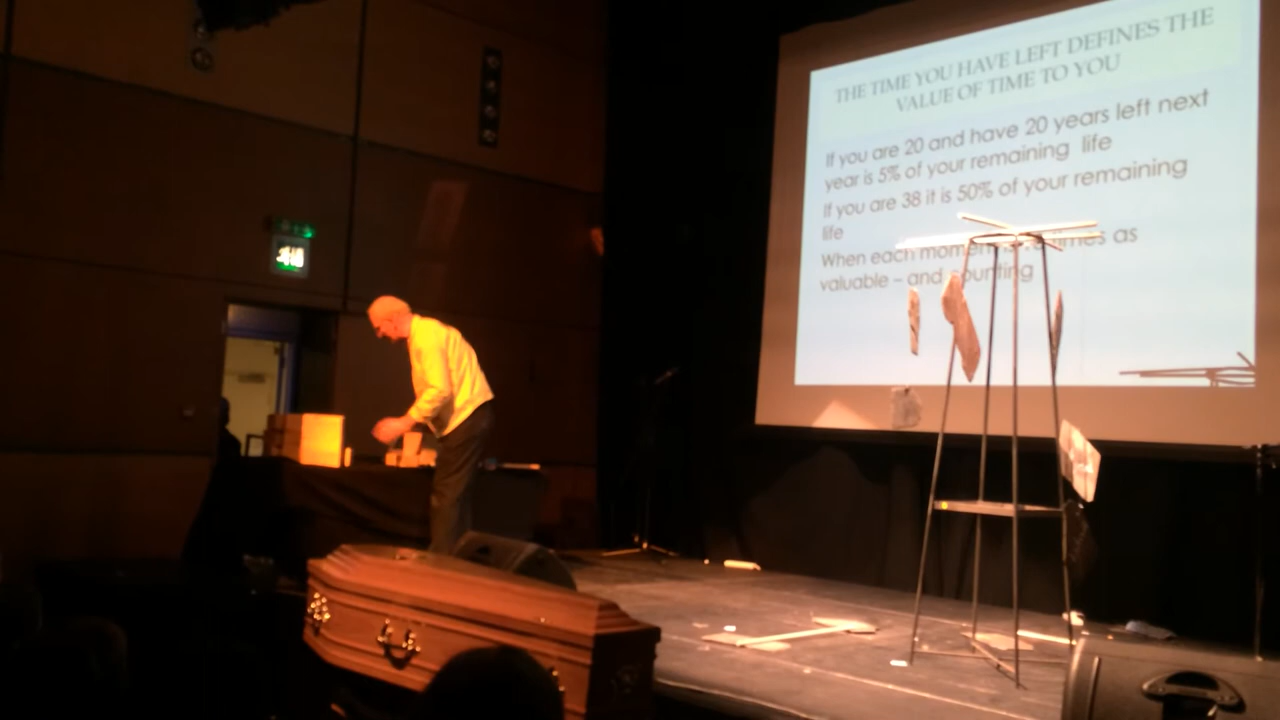 THE TIME YOU HAVE LEFT DEFINES THE
VALUE OF TIME TO YOU
If you are 20 and have 20 years left next
year is 5% of your remaining life
If you are 38 it is 50% of your remaining
life
When each moment as
valuable – and counting